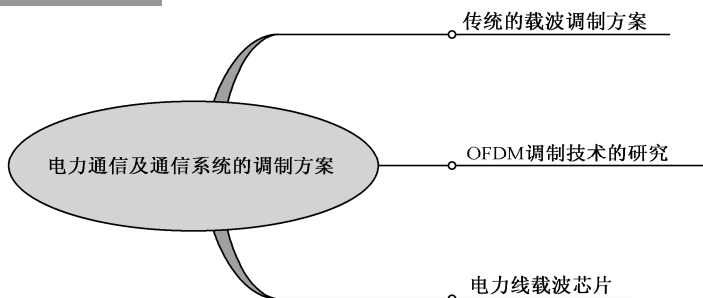 传统的载波调制方案
电力通信及通信系统的调制方案
OFDM调制技术的研究
电力线载波芯片